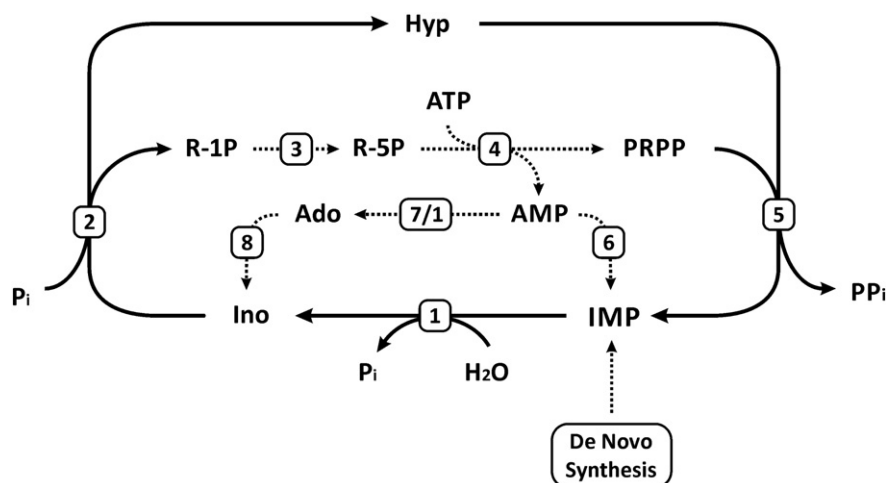 Hyp
ATP
R-1P 3 R-5P 4 PRPP
2 Ado 7/1 AMP 5
8 6
Pi Ino 1 IMP PPi
Pi H2O
De Novo
Synthesis